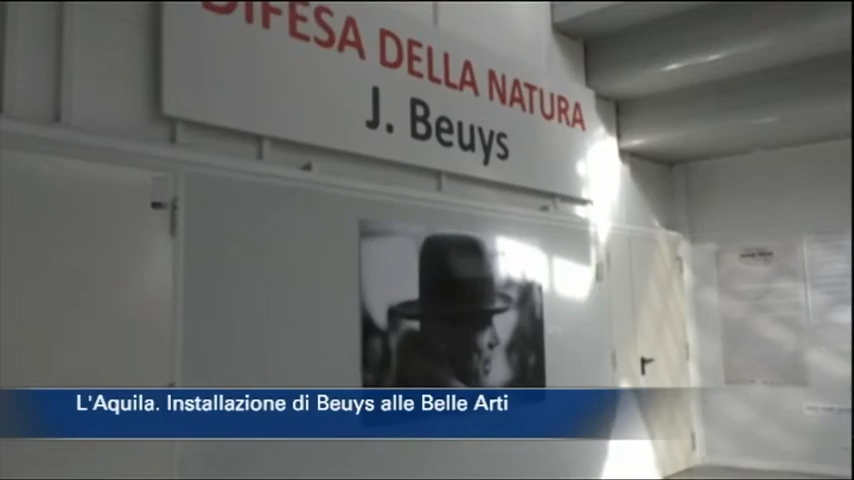 DIFESA DELLA NATURA
J. Beuys
L'Aquila. Installazione di Beuys alle Belle Arti